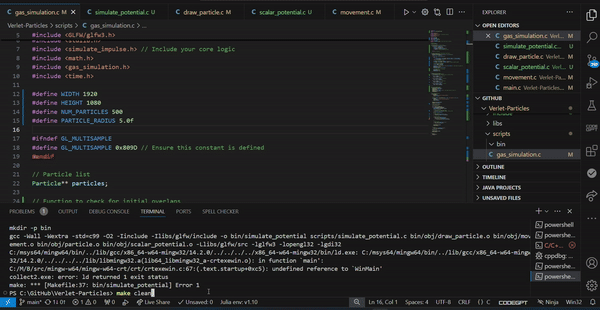 gas_simulation.c M
simulate_potential.c U
draw_particle.c M
scalar_potential.c U
movement.c M
EXPLORER
Verlet-Particles > scripts > gas_simulation.c > ...
5 #include <GLFW/glfw3.h>
7 #include <simulate_impulse.h> // Include your core logic
8 #include <math.h>
9 #include <gas_simulation.h>
10 #include <time.h>
11
12 #define WIDTH 1920
13 #define HEIGHT 1080
14 #define NUM_PARTICLES 500
15 #define PARTICLE_RADIUS 5.0f
16
17 #ifndef GL_MULTISAMPLE
18 #define GL_MULTISAMPLE 0x809D // Ensure this constant is defined
19 #endif
20
21 // Particle list
22 Particle** particles;
23
24 // Function to check for initial overlaps
OPEN EDITORS
gas_simulation.c Verl... M
simulate_potential.c U
draw_particle.c Verl... M
scalar_potential.c U
movement.c Verlet-... M
main.c Verlet-Particl...
GITHUB
Verlet-Particles
include
libs
scripts
bin
gas_simulation.c M
OUTLINE
TIMELINE
JAVA PROJECTS
UNSAVED FILES
PROBLEMS 1 OUTPUT DEBUG CONSOLE TERMINAL PORTS SPELL CHECKER
mkdir -p bin
gcc -Wall -Wextra -std=c99 -O2 -Iinclude -Ilibs/glfw/include -o bin/simulate_potential scripts/simulate_potential.c bin/obj/draw_particle.o bin/obj/mov
ement.o bin/obj/particle.o bin/obj/scalar_potential.o -Llibs/glfw/src -lglfw3 -lopengl32 -lgdi32
C:/msys64/mingw64/bin/../lib/gcc/x86_64-w64-mingw32/14.2.0/../../../../x86_64-w64-mingw32/bin/ld.exe: C:/msys64/mingw64/bin/../lib/gcc/x86_64-w64-mingw
32/14.2.0/../../../../lib/libmingw32.a(lib64_libmingw32_a-crtexewin.o): in function `main':
C:/M/B/src/mingw-w64/mingw-w64-crt/crt/crtexewin.c:67:(.text.startup+0xc5): undefined reference to `WinMain'
collect2.exe: error: ld returned 1 exit status
make: *** [Makefile:37: bin/simulate_potential] Error 1
PS C:\GitHub\Verlet-Particles> make clean
powershell
powershe...
C/C+...
powershe...
cppdbg: ...
powershe...
powershe...
main*
Live Share
Unsaved: 0
Julia env: v1.10
Ln 16, Col 1
Spaces: 4
UTF-8
CRLF
C
CODEGPT
Ninja
Win32